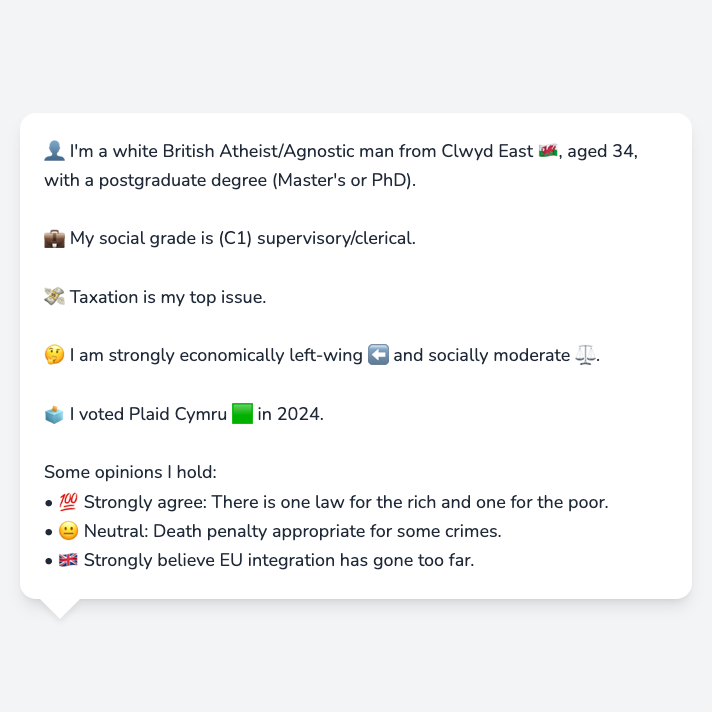 👤 I'm a white British Atheist/Agnostic man from Clwyd East 🏴󠁧󠁢󠁷󠁬󠁳󠁿, aged 34,
with a postgraduate degree (Master's or PhD).
💼 My social grade is (C1) supervisory/clerical.
💸 Taxation is my top issue.
🤔 I am strongly economically left-wing ⬅️ and socially moderate ⚖️.
🗳️ I voted Plaid Cymru 🟩 in 2024.
Some opinions I hold:
• 💯 Strongly agree: There is one law for the rich and one for the poor.
• 😐 Neutral: Death penalty appropriate for some crimes.
• 🇬🇧 Strongly believe EU integration has gone too far.